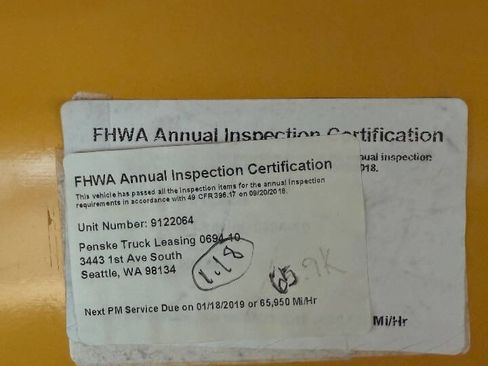 FHWA Annual Inspection Certification
nual inspection
018.
FHWA Annual Inspection Certification
This vehicle has passed all the inspection items for the annual inspection
requirements in accordance with 49 CFR 396.17 on 09/20/2018.
Unit Number: 9122064
Penske Truck Leasing 0694-10
3443 1st Ave South
Seattle, WA 98134
1.18
65.9K
Next PM Service Due on 01/18/2019 or 65,950 Mi/Hr
Mi/Hr